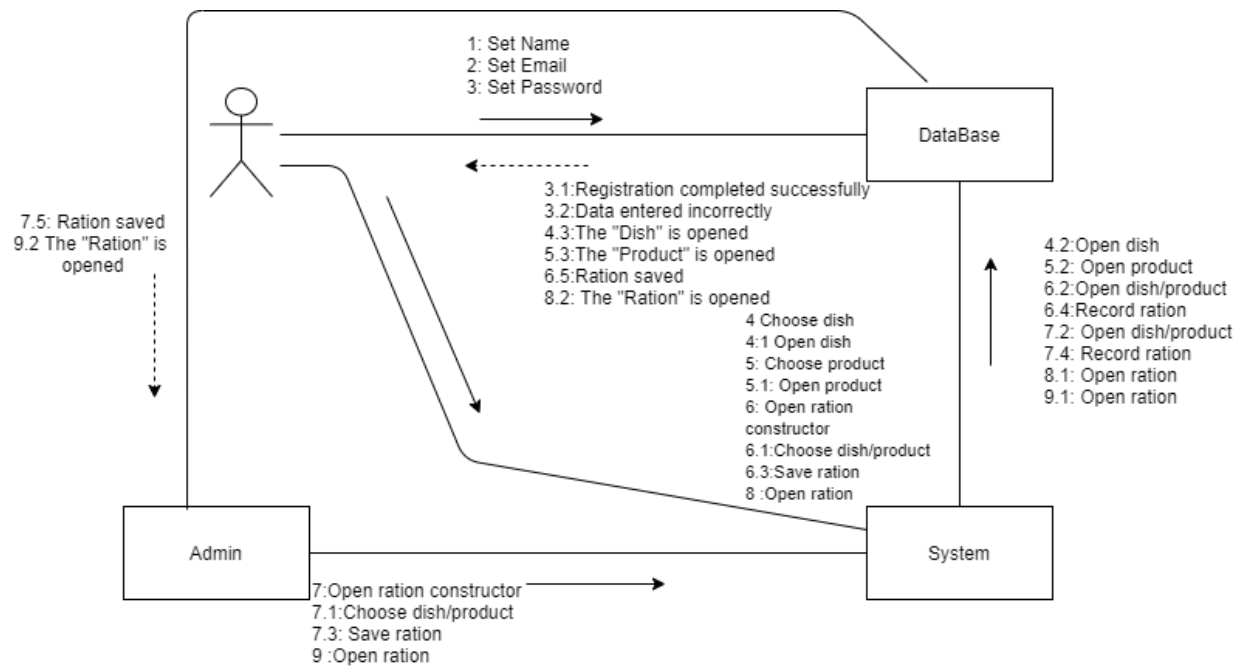 1: Set Name
2: Set Email
3: Set Password
DataBase
3.1:Registration completed successfully
3.2:Data entered incorrectly
4.3:The "Dish" is opened
5.3:The "Product" is opened
6.5:Ration saved
8.2: The "Ration" is opened
7.5: Ration saved
9.2 The "Ration" is
opened
4.2:Open dish
5.2: Open product
6.2:Open dish/product
6.4:Record ration
7.2: Open dish/product
7.4: Record ration
8.1: Open ration
9.1: Open ration
4 Choose dish
4:1 Open dish
5: Choose product
5.1: Open product
6: Open ration
constructor
6.1:Choose dish/product
6.3:Save ration
8 :Open ration
Admin
System
7:Open ration constructor
7.1:Choose dish/product
7.3: Save ration
9 :Open ration